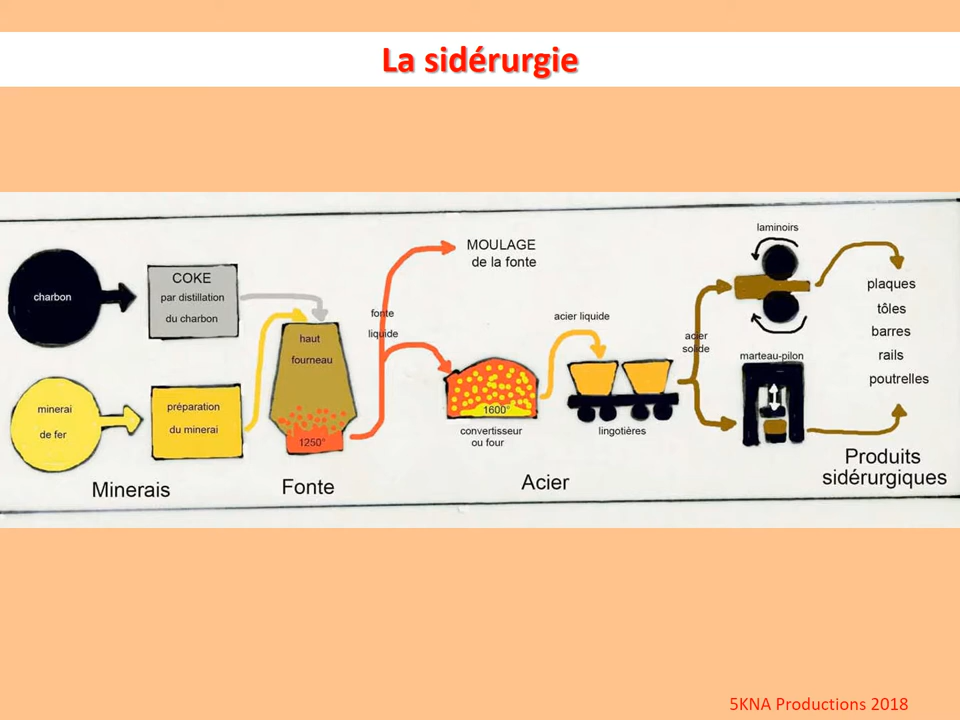 La sidérurgie
charbon
COKE
par distillation
du charbon
minerai
de fer
préparation
du minerai
Minerais
haut
fourneau
1250°
Fonte
fonte
liquide
MOULAGE
de la fonte
1600°
convertisseur
ou four
Acier
acier liquide
lingotières
acier
solide
laminoirs
marteau-pilon
plaques
tôles
barres
rails
poutrelles
Produits
sidérurgiques
5KNA Productions 2018